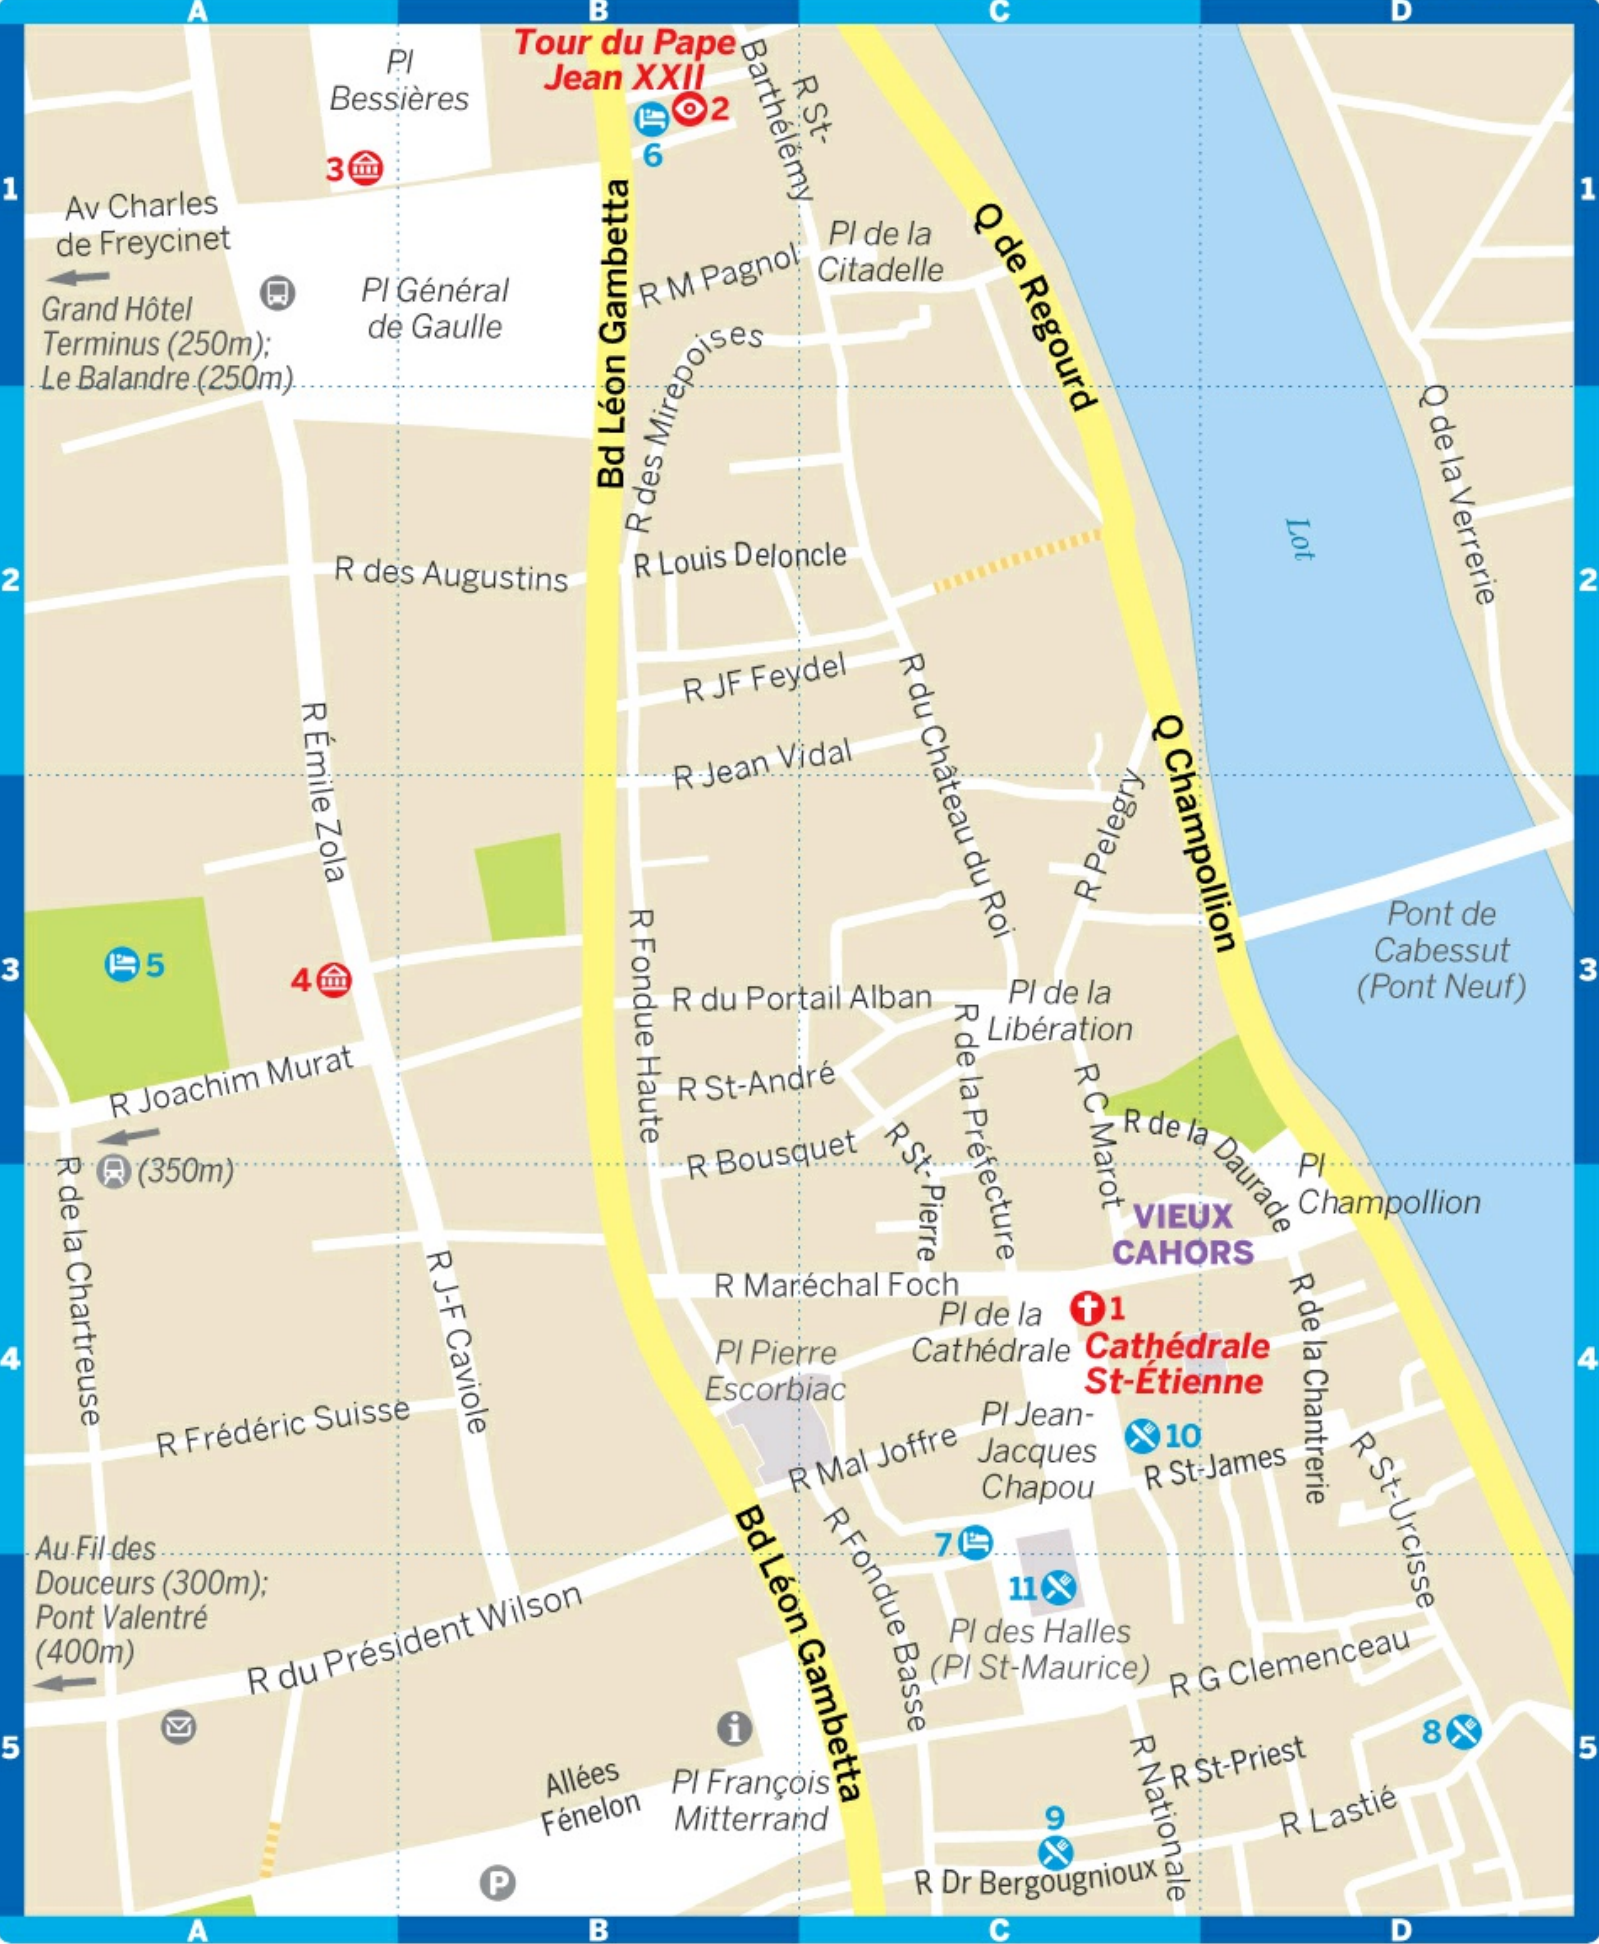 A
B
C
D
Pl
Bessières
Tour du Pape
Jean XXII
2
6
R St-
Barthélémy
3
1
1
Av Charles
de Freycinet
Grand Hôtel
Terminus (250m);
Le Balandre (250m)
Pl Général
de Gaulle
Bd Léon Gambetta
R M Pagnol
Pl de la
Citadelle
Q de Regourd
R des Mirepoises
Q de la Verrerie
Lot
2
2
R des Augustins
R Louis Deloncle
R JF Feydel
R Jean Vidal
R du Château du Roi
R Émile Zola
Q Champollion
R Pelegry
Pont de
Cabessut
(Pont Neuf)
3
3
5
4
R Fondue Haute
R du Portail Alban
Pl de la
Libération
R Joachim Murat
R St-André
R de la Préfecture
R C Marot
R de la Daurade
(350m)
R Bousquet
R St-Pierre
Pl
Champollion
VIEUX
CAHORS
R de la Chartreuse
R J-F Caviole
R Maréchal Foch
Pl de la
Cathédrale
1
Cathédrale
St-Étienne
R de la Chantrerie
4
4
Pl Pierre
Escorbiac
R Frédéric Suisse
R Mal Joffre
Pl Jean-
Jacques
Chapou
10
R St-James
R St-Urcisse
Bd Léon Gambetta
R Fondue Basse
7
11
Au Fil des
Douceurs (300m);
Pont Valentré
(400m)
R du Président Wilson
Pl des Halles
(Pl St-Maurice)
R G Clemenceau
5
5
8
R Nationale
R St-Priest
R Lastié
Allées
Fénelon
Pl François
Mitterrand
i
P
9
R Dr Bergougnioux
A
B
C
D